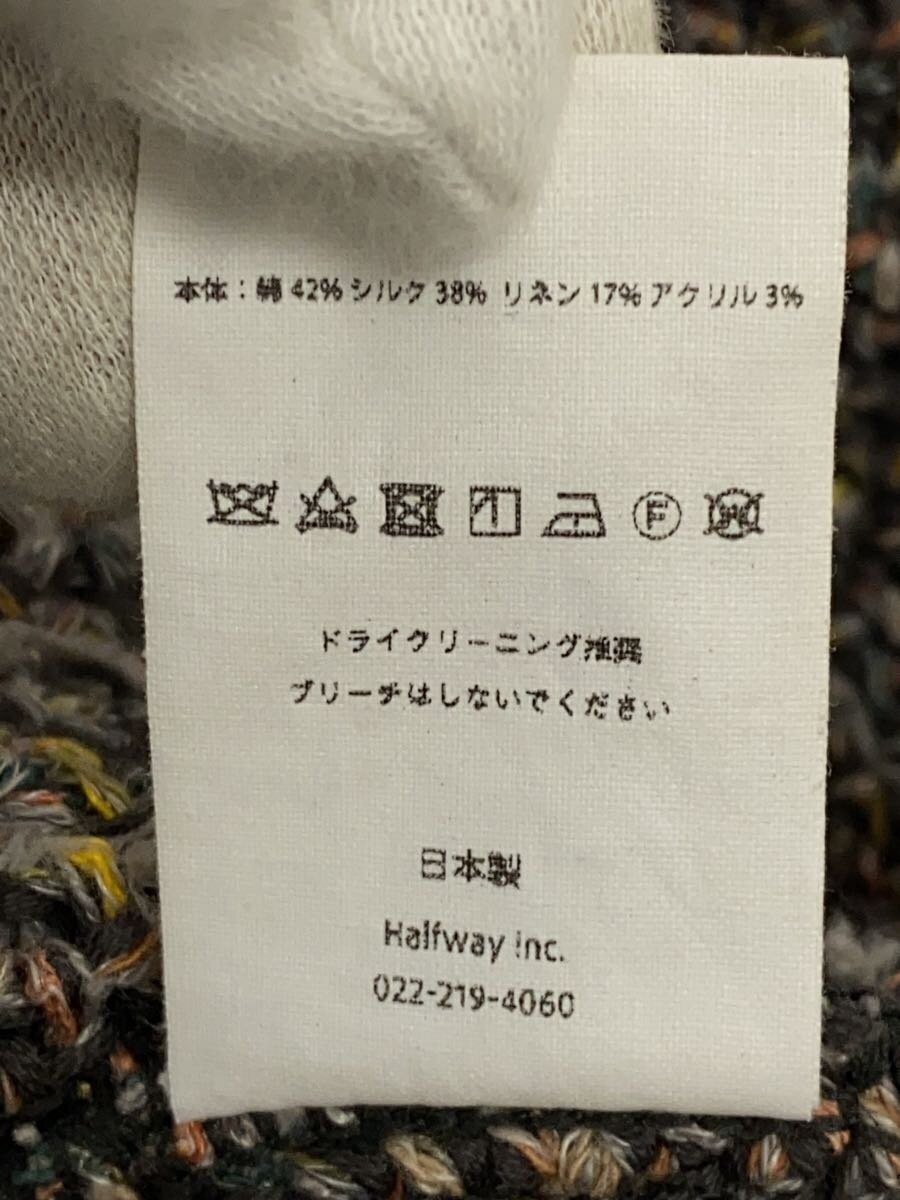 本体：綿 42% シルク 38% リネン 17% アクリル 3%
F
W
ドライクリーニング推奨
ブリーチはしないでください
日本製
Halfway Inc.
022-219-4060